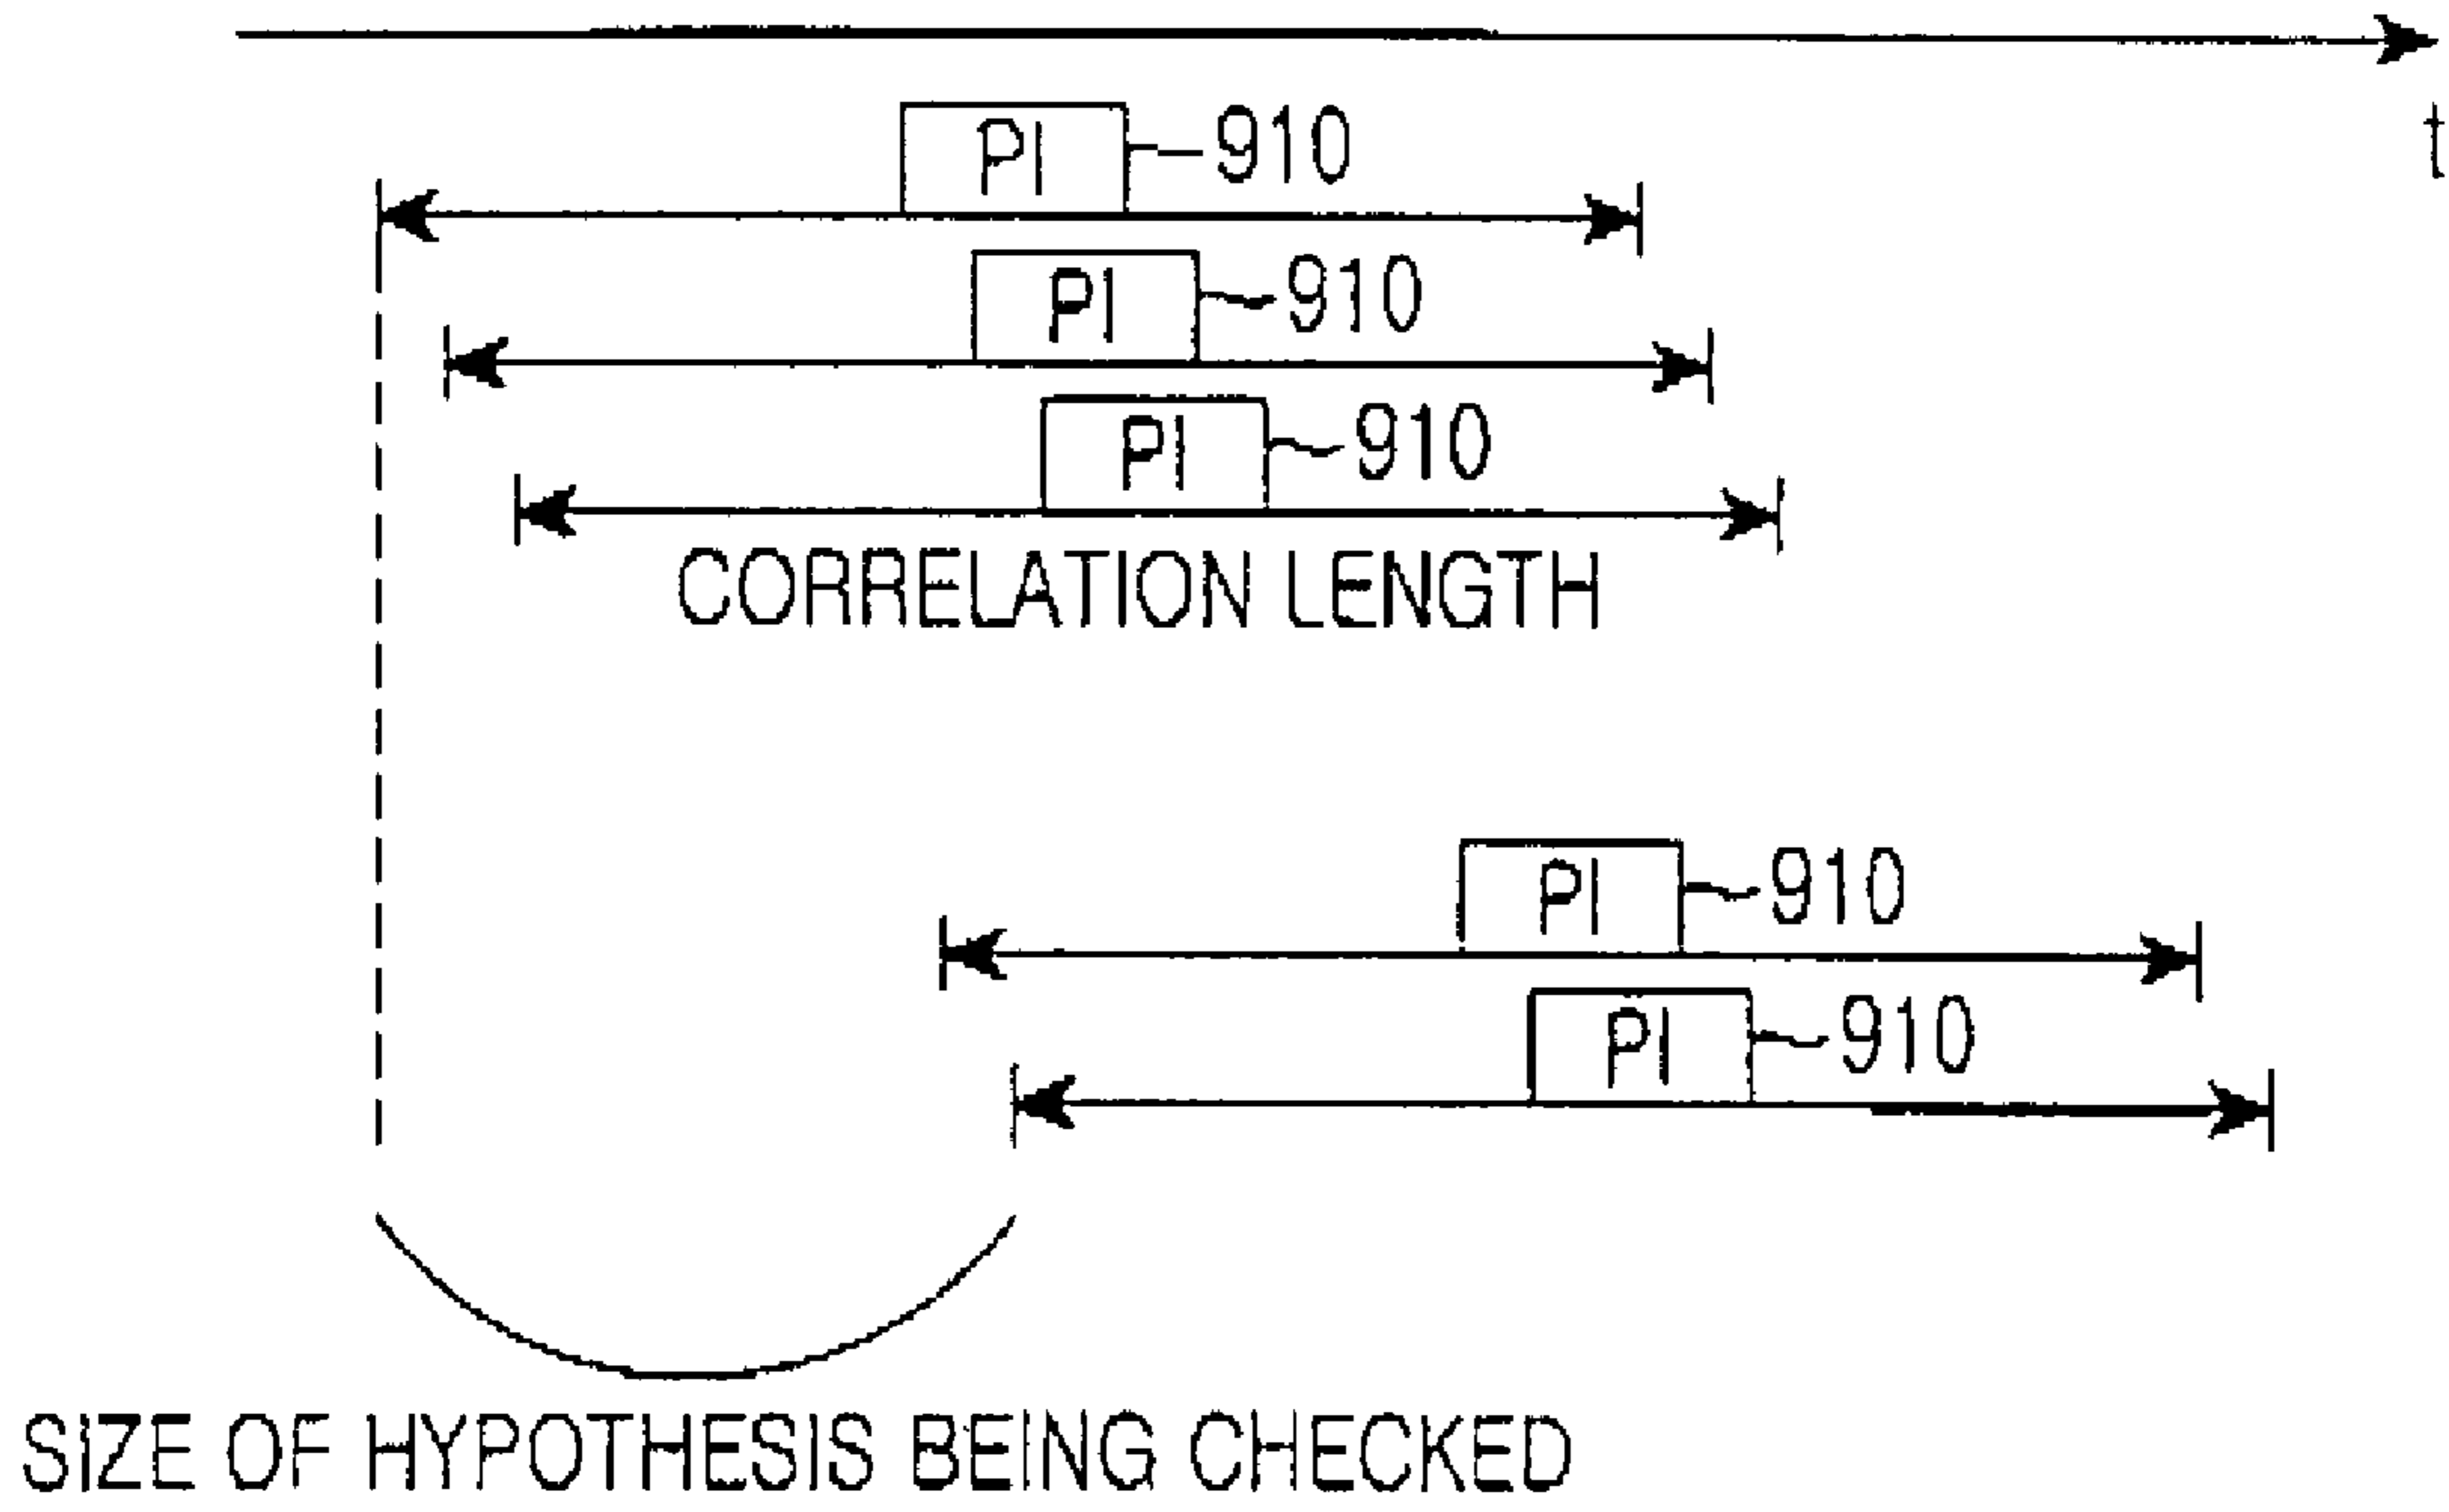 t
PI 910
PI 910
PI 910
CORRELATION LENGTH
PI 910
PI 910
SIZE OF HYPOTHESIS BEING CHECKED